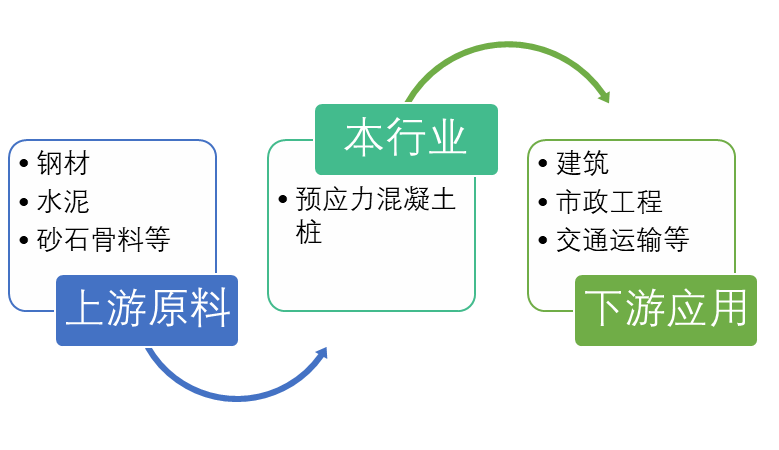 • 钢材
• 水泥
• 砂石骨料等
上游原料
本行业
• 预应力混凝土
桩
• 建筑
• 市政工程
• 交通运输等
下游应用